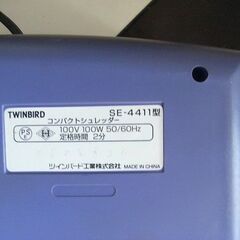 TWINBIRD SE-4411型
コンパクトシュレッダー
PS E
100V 100W 50/60Hz
定格時間 2分
ツインバード工業株式会社
MADE IN CHINA